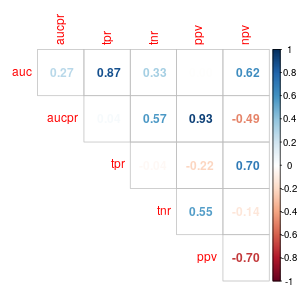 aucpr tpr tnr ppv npv
auc 0.27 0.87 0.33 0.62
aucpr 0.04 0.57 0.93 -0.49
tpr -0.22 0.70
tnr 0.55 -0.14
ppv -0.70
1
0.8
0.6
0.4
0.2
0
-0.2
-0.4
-0.6
-0.8
-1